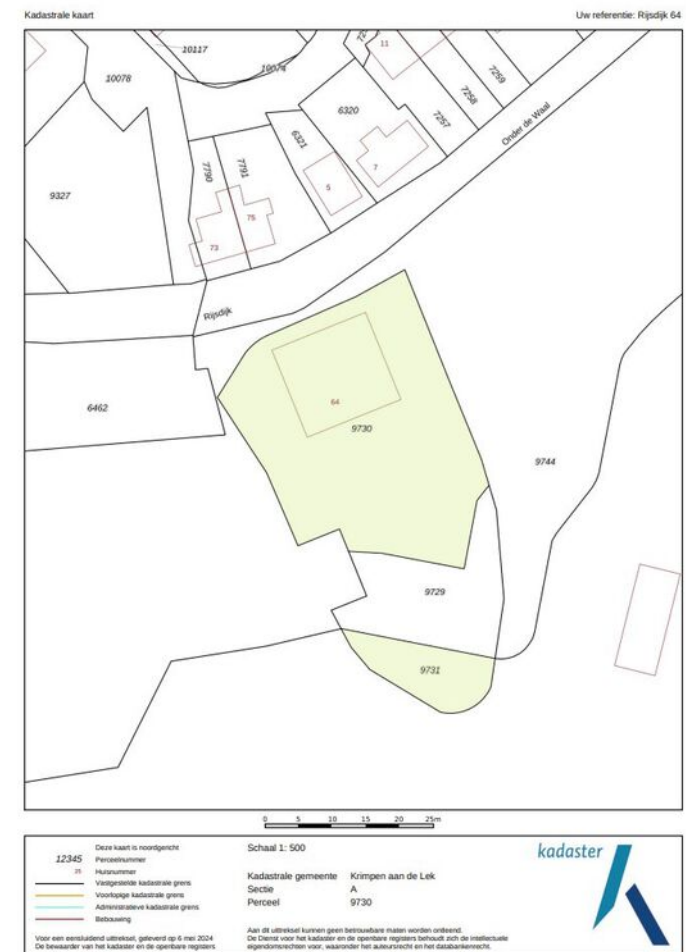 Kadastrale kaart
Uw referentie: Rijsdijk 64
11
10117
10074
10078
7259
7258
7257
6320
6321
Onder de Waal
7
5
7790
7791
9327
75
73
Rijsdijk
6462
64
9730
9744
9729
9731
0 5 10 15 20 25m
Deze kaart is noordgericht
12345 Perceelnummer
25 Huisnummer
Vastgestelde kadastrale grens
Voorlopige kadastrale grens
Administratieve kadastrale grens
Bebouwing
Voor een eensluidend uittreksel, geleverd op 6 mei 2024
De bewaarder van het kadaster en de openbare registers
Schaal 1: 500
Kadastrale gemeente Krimpen aan de Lek
Sectie A
Perceel 9730
Aan dit uittreksel kunnen geen betrouwbare maten worden ontleend.
De Dienst voor het kadaster en de openbare registers behoudt zich de intellectuele
eigendomsrechten voor, waaronder het auteursrecht en het databankenrecht.
kadaster